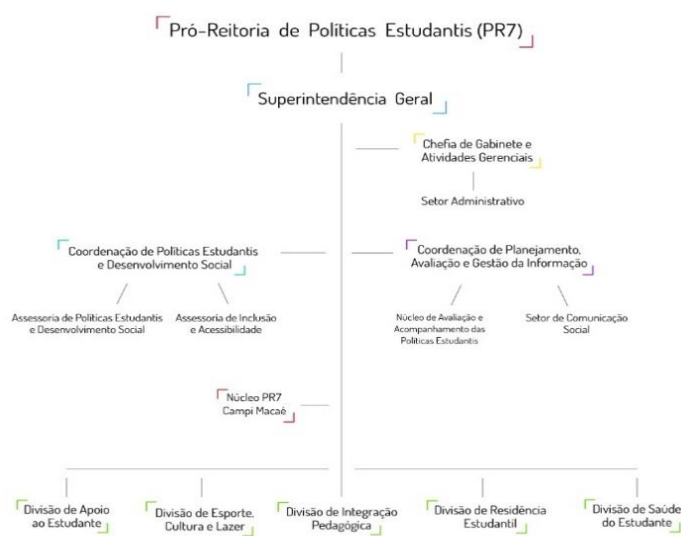 Pró-Reitoria de Políticas Estudantis (PR7)
Superintendência Geral
Chefia de Gabinete e
Atividades Gerenciais
Setor Administrativo
Coordenação de Políticas Estudantis
e Desenvolvimento Social
Coordenação de Planejamento,
Avaliação e Gestão da Informação
Assessoria de Políticas Estudantis
e Desenvolvimento Social
Assessoria de Inclusão
e Acessibilidade
Núcleo de Avaliação e
Acompanhamento das
Políticas Estudantis
Setor de Comunicação
Social
Núcleo PR7
Campi Macaé
Divisão de Apoio
ao Estudante
Divisão de Esporte,
Cultura e Lazer
Divisão de Integração
Pedagógica
Divisão de Residência
Estudantil
Divisão de Saúde
do Estudante